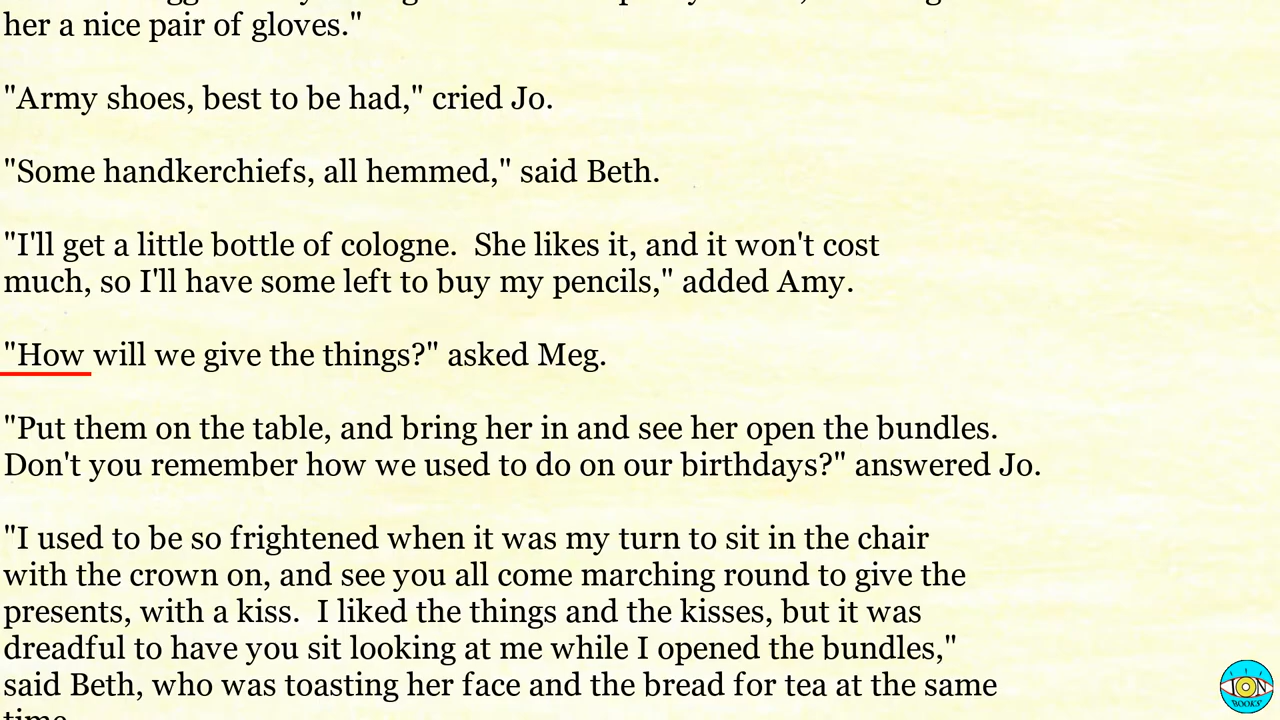 her a nice pair of gloves."
"Army shoes, best to be had," cried Jo.
"Some handkerchiefs, all hemmed," said Beth.
"I'll get a little bottle of cologne.  She likes it, and it won't cost
much, so I'll have some left to buy my pencils," added Amy.
"How will we give the things?" asked Meg.
"Put them on the table, and bring her in and see her open the bundles.
Don't you remember how we used to do on our birthdays?" answered Jo.
"I used to be so frightened when it was my turn to sit in the chair
with the crown on, and see you all come marching round to give the
presents, with a kiss.  I liked the things and the kisses, but it was
dreadful to have you sit looking at me while I opened the bundles,"
said Beth, who was toasting her face and the bread for tea at the same
time
ION
BOOKS